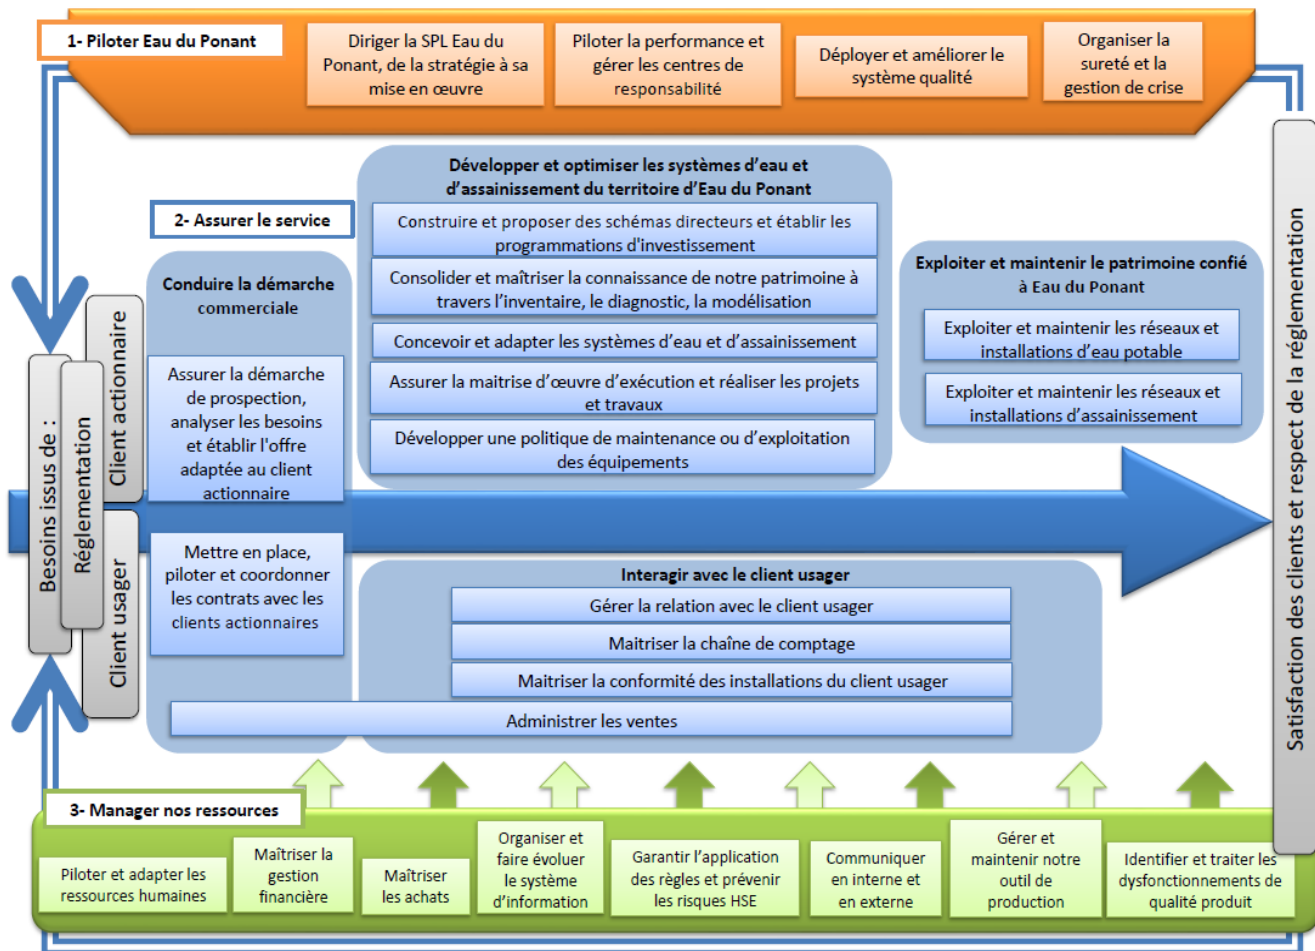 1- Piloter Eau du Ponant
Diriger la SPL Eau du
Ponant, de la stratégie à sa
mise en œuvre
Piloter la performance et
gérer les centres de
responsabilité
Déployer et améliorer le
système qualité
Organiser la
sureté et la
gestion de crise
2- Assurer le service
Besoins issus de :
Réglementation
Client actionnaire
Client usager
Conduire la démarche
commerciale
Assurer la démarche
de prospection,
analyser les besoins
et établir l'offre
adaptée au client
actionnaire
Mettre en place,
piloter et coordonner
les contrats avec les
clients actionnaires
Développer et optimiser les systèmes d’eau et
d’assainissement du territoire d’Eau du Ponant
Construire et proposer des schémas directeurs et établir les
programmations d'investissement
Consolider et maîtriser la connaissance de notre patrimoine à
travers l’inventaire, le diagnostic, la modélisation
Concevoir et adapter les systèmes d’eau et d’assainissement
Assurer la maitrise d’œuvre d’exécution et réaliser les projets
et travaux
Développer une politique de maintenance ou d’exploitation
des équipements
Exploiter et maintenir le patrimoine confié
à Eau du Ponant
Exploiter et maintenir les réseaux et
installations d’eau potable
Exploiter et maintenir les réseaux et
installations d’assainissement
Interagir avec le client usager
Gérer la relation avec le client usager
Maitriser la chaîne de comptage
Maitriser la conformité des installations du client usager
Administrer les ventes
Satisfaction des clients et respect de la réglementation
3- Manager nos ressources
Piloter et adapter les
ressources humaines
Maîtriser la
gestion
financière
Maîtriser
les achats
Organiser et
faire évoluer
le système
d’information
Garantir l’application
des règles et prévenir
les risques HSE
Communiquer
en interne et
en externe
Gérer et
maintenir notre
outil de
production
Identifier et traiter les
dysfonctionnements de
qualité produit